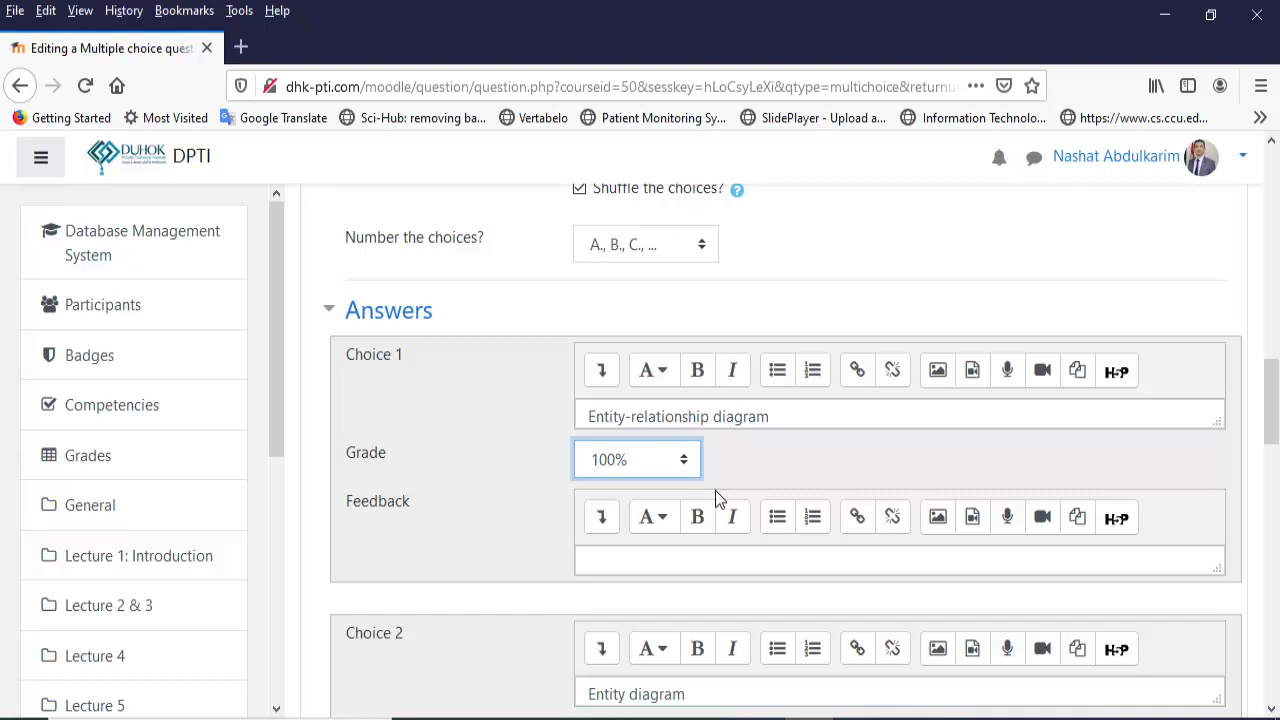 File Edit View History Bookmarks Tools Help
Editing a Multiple choice quest
dhk-pti.com/moodle/question/question.php?courseid=50&sesskey=hLoCsyLeXi&qtype=multichoice&returnu
Getting Started Most Visited Google Translate Sci-Hub: removing ba... Vertabelo Patient Monitoring Sy... SlidePlayer - Upload a... Information Technolo... https://www.cs.ccu.ed...
DUHOK DPTI Nashat Abdulkarim
Shuffle the choices?
Number the choices? A., B., C., ...
Database Management
System
Participants
Badges
Competencies
Grades
General
Lecture 1: Introduction
Lecture 2 & 3
Lecture 4
Lecture 5
Answers
Choice 1
A B I H5P
Entity-relationship diagram
Grade 100%
Feedback
A B I H5P
Choice 2
A B I H5P
Entity diagram